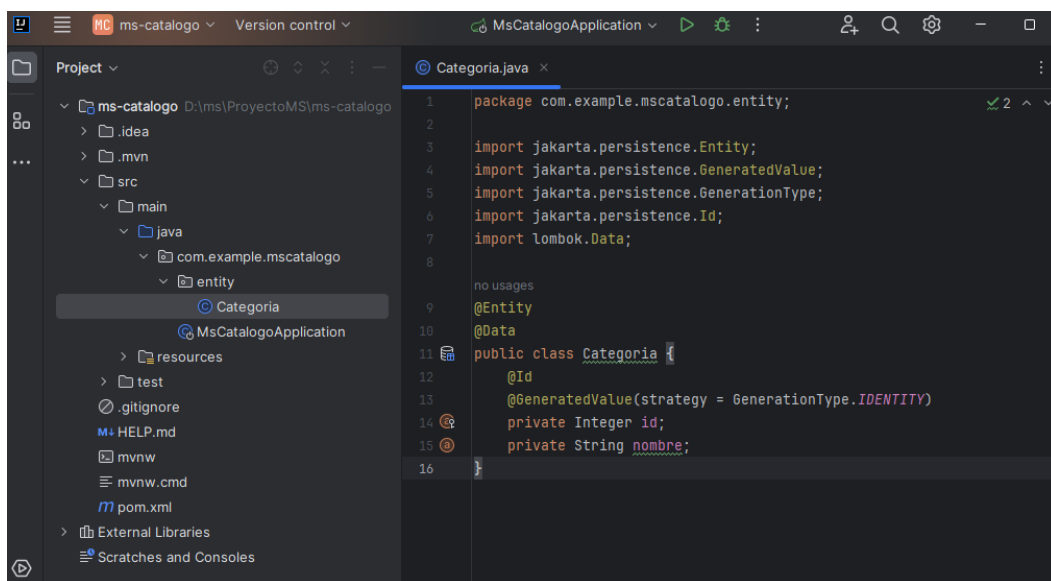 MC ms-catalogo Version control MsCatalogoApplication
Project
Categoria.java
ms-catalogo D:\ms\ProyectoMS\ms-catalogo
.idea
.mvn
src
main
java
com.example.mscatalogo
entity
Categoria
MsCatalogoApplication
resources
test
.gitignore
M↓ HELP.md
mvnw
mvnw.cmd
m pom.xml
External Libraries
Scratches and Consoles
1 package com.example.mscatalogo.entity;
2
3 import jakarta.persistence.Entity;
4 import jakarta.persistence.GeneratedValue;
5 import jakarta.persistence.GenerationType;
6 import jakarta.persistence.Id;
7 import lombok.Data;
8
no usages
9 @Entity
10 @Data
11 public class Categoria {
12 @Id
13 @GeneratedValue(strategy = GenerationType.IDENTITY)
14 private Integer id;
15 private String nombre;
16 }
2